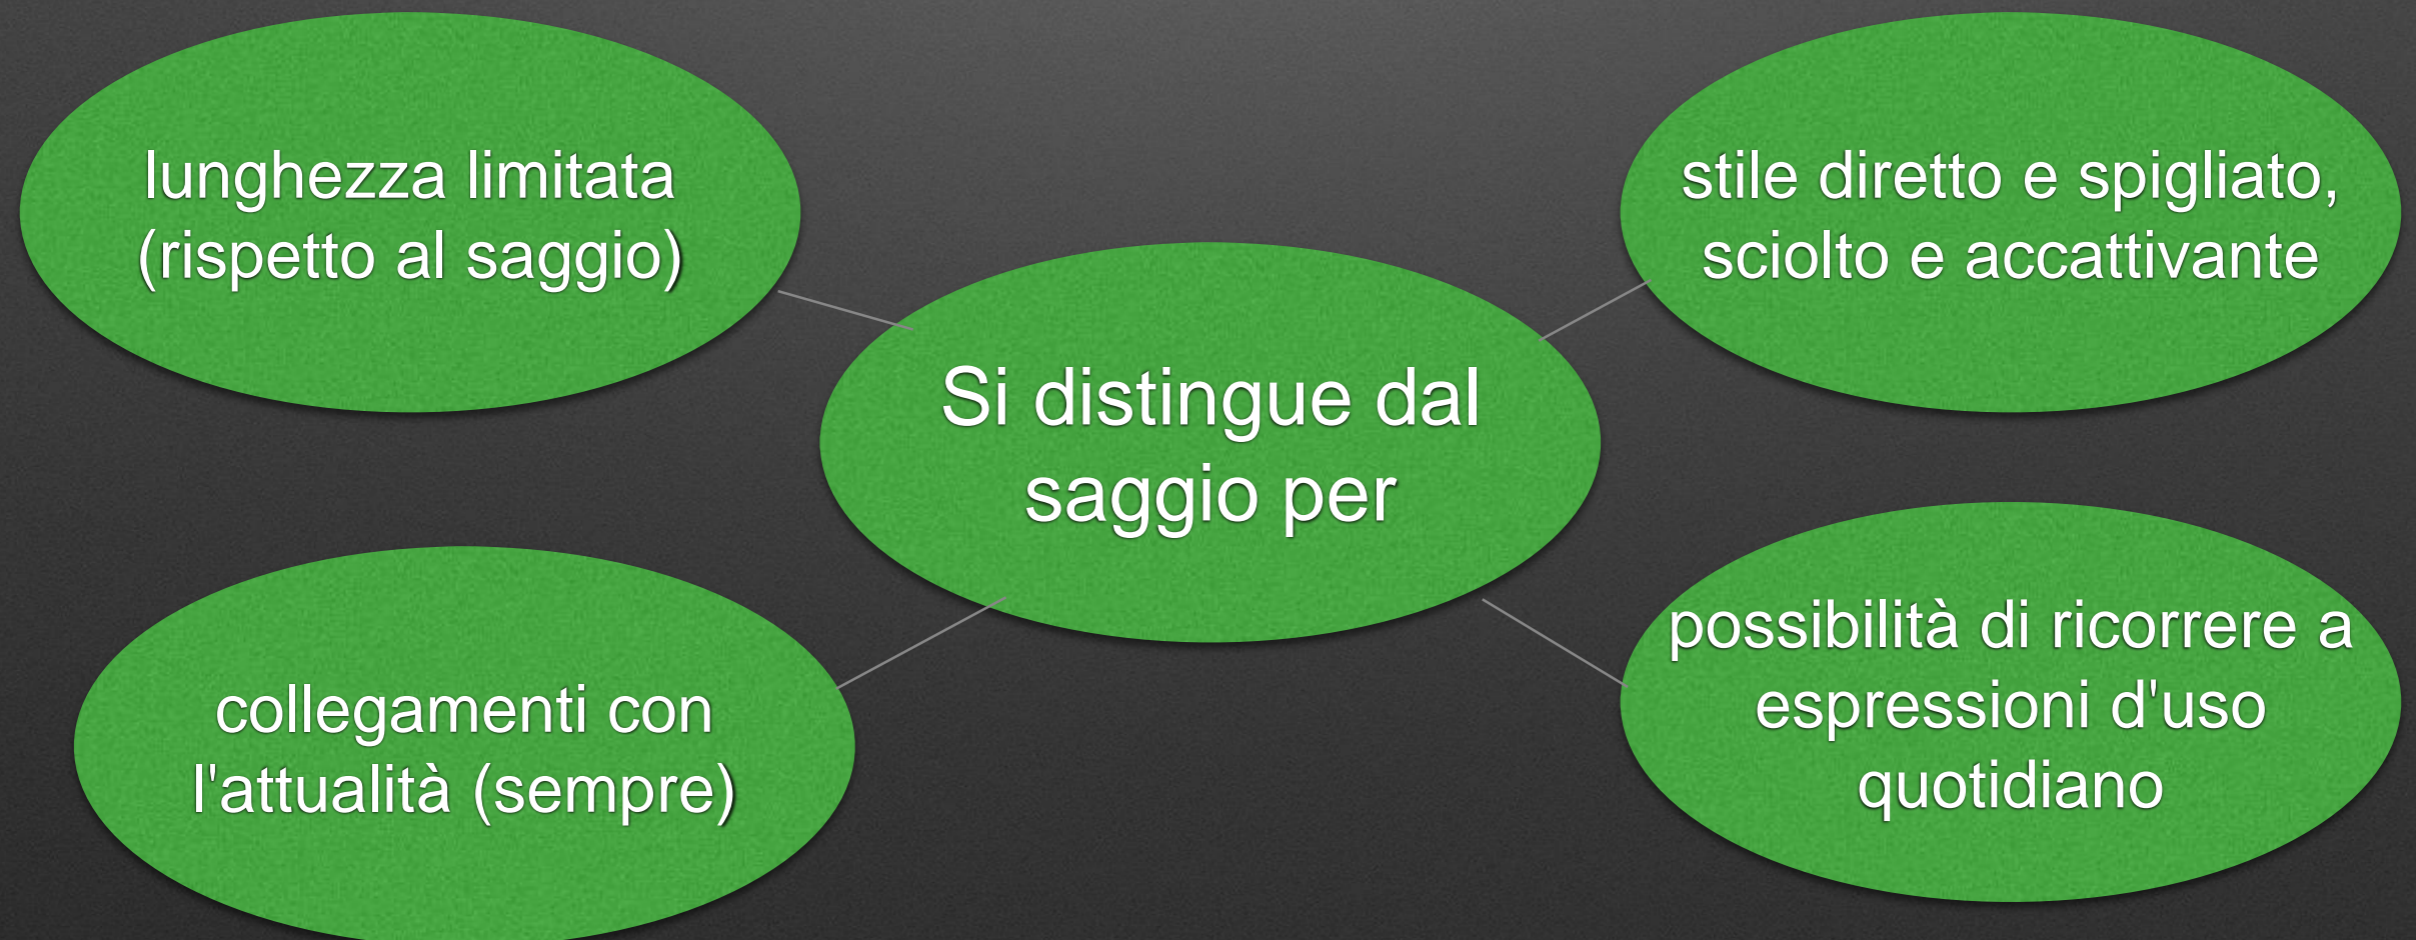 lunghezza limitata
(rispetto al saggio)
stile diretto e spigliato,
sciolto e accattivante
Si distingue dal
saggio per
collegamenti con
l'attualità (sempre)
possibilità di ricorrere a
espressioni d'uso
quotidiano